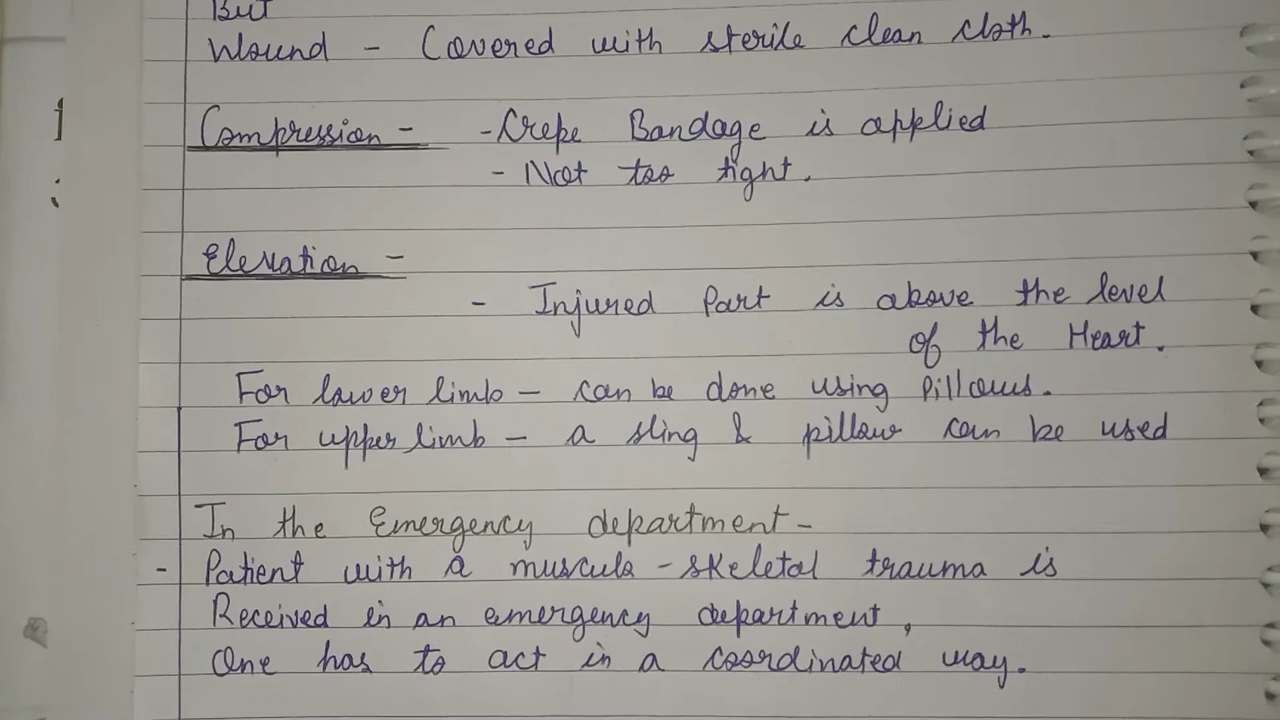 But
Wound - Covered with sterile clean cloth.
Compression - - Crepe Bandage is applied
- Not too tight.
Elevation -
- Injured Part is above the level
of the Heart.
For lower limb - can be done using Pillows.
For upper limb - a sling & pillow can be used
In the Emergency department -
- Patient with a musculo - skeletal trauma is
Received in an emergency department,
One has to act in a coordinated way.